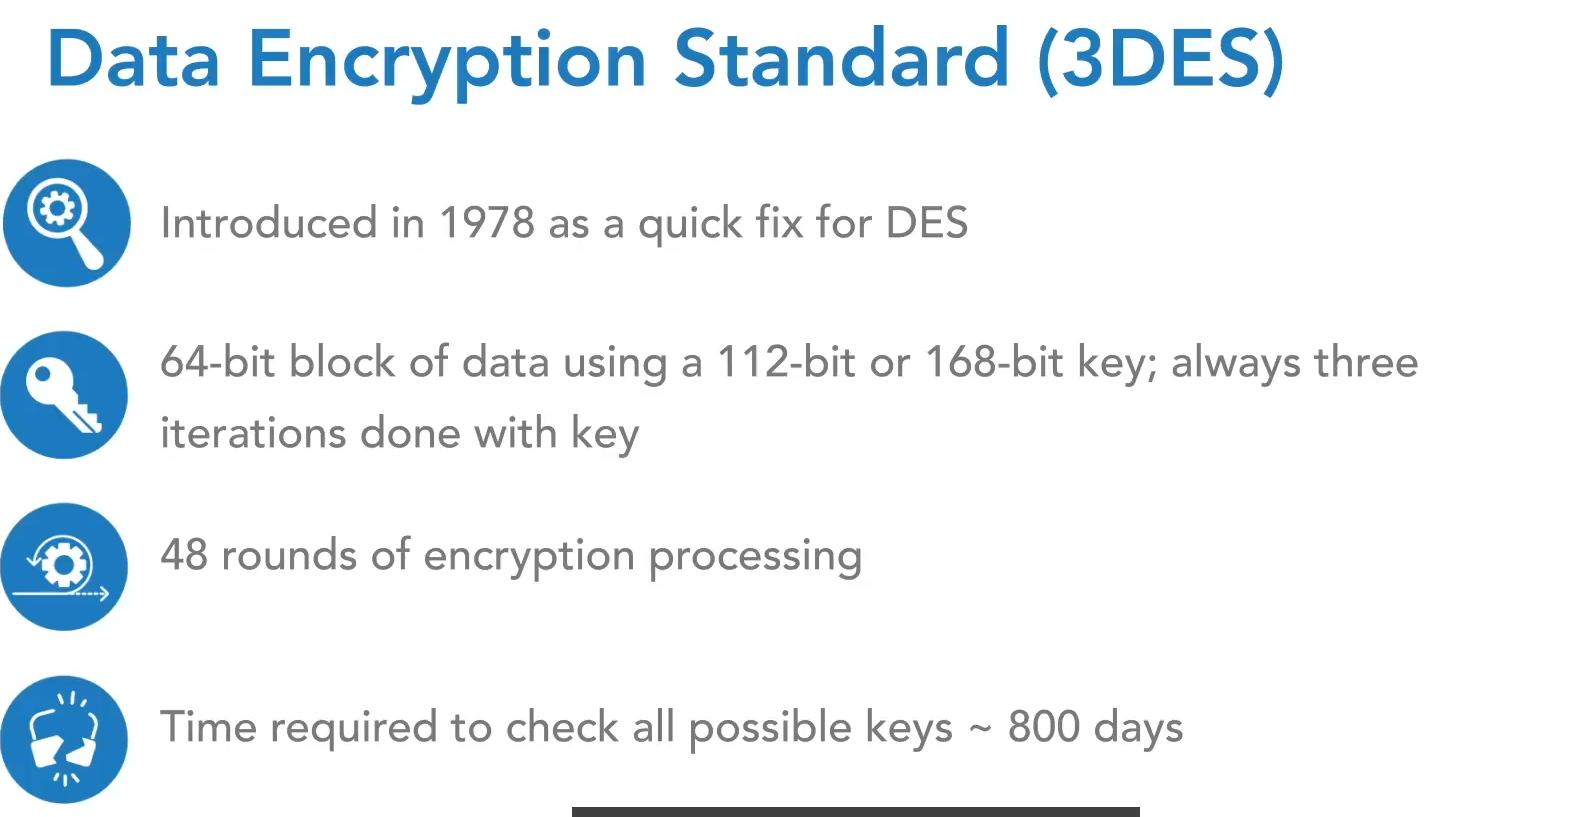 Data Encryption Standard (3DES)
Introduced in 1978 as a quick fix for DES
64-bit block of data using a 112-bit or 168-bit key; always three
iterations done with key
48 rounds of encryption processing
Time required to check all possible keys ~ 800 days